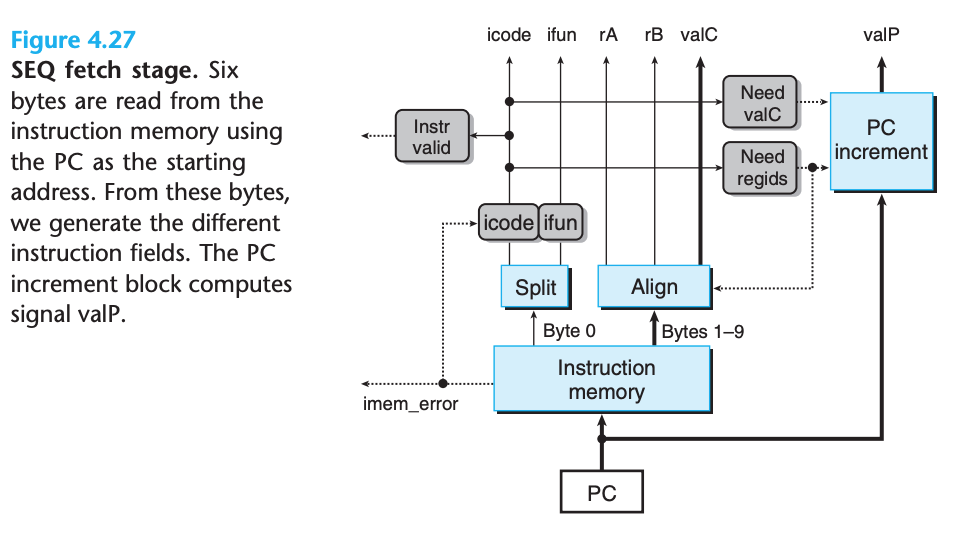 Figure 4.27
SEQ fetch stage. Six
bytes are read from the
instruction memory using
the PC as the starting
address. From these bytes,
we generate the different
instruction fields. The PC
increment block computes
signal valP.
icode ifun rA rB valC valP
Need
valC
Instr
valid
PC
increment
Need
regids
icode ifun
Split
Align
Byte 0
Bytes 1–9
Instruction
memory
imem_error
PC